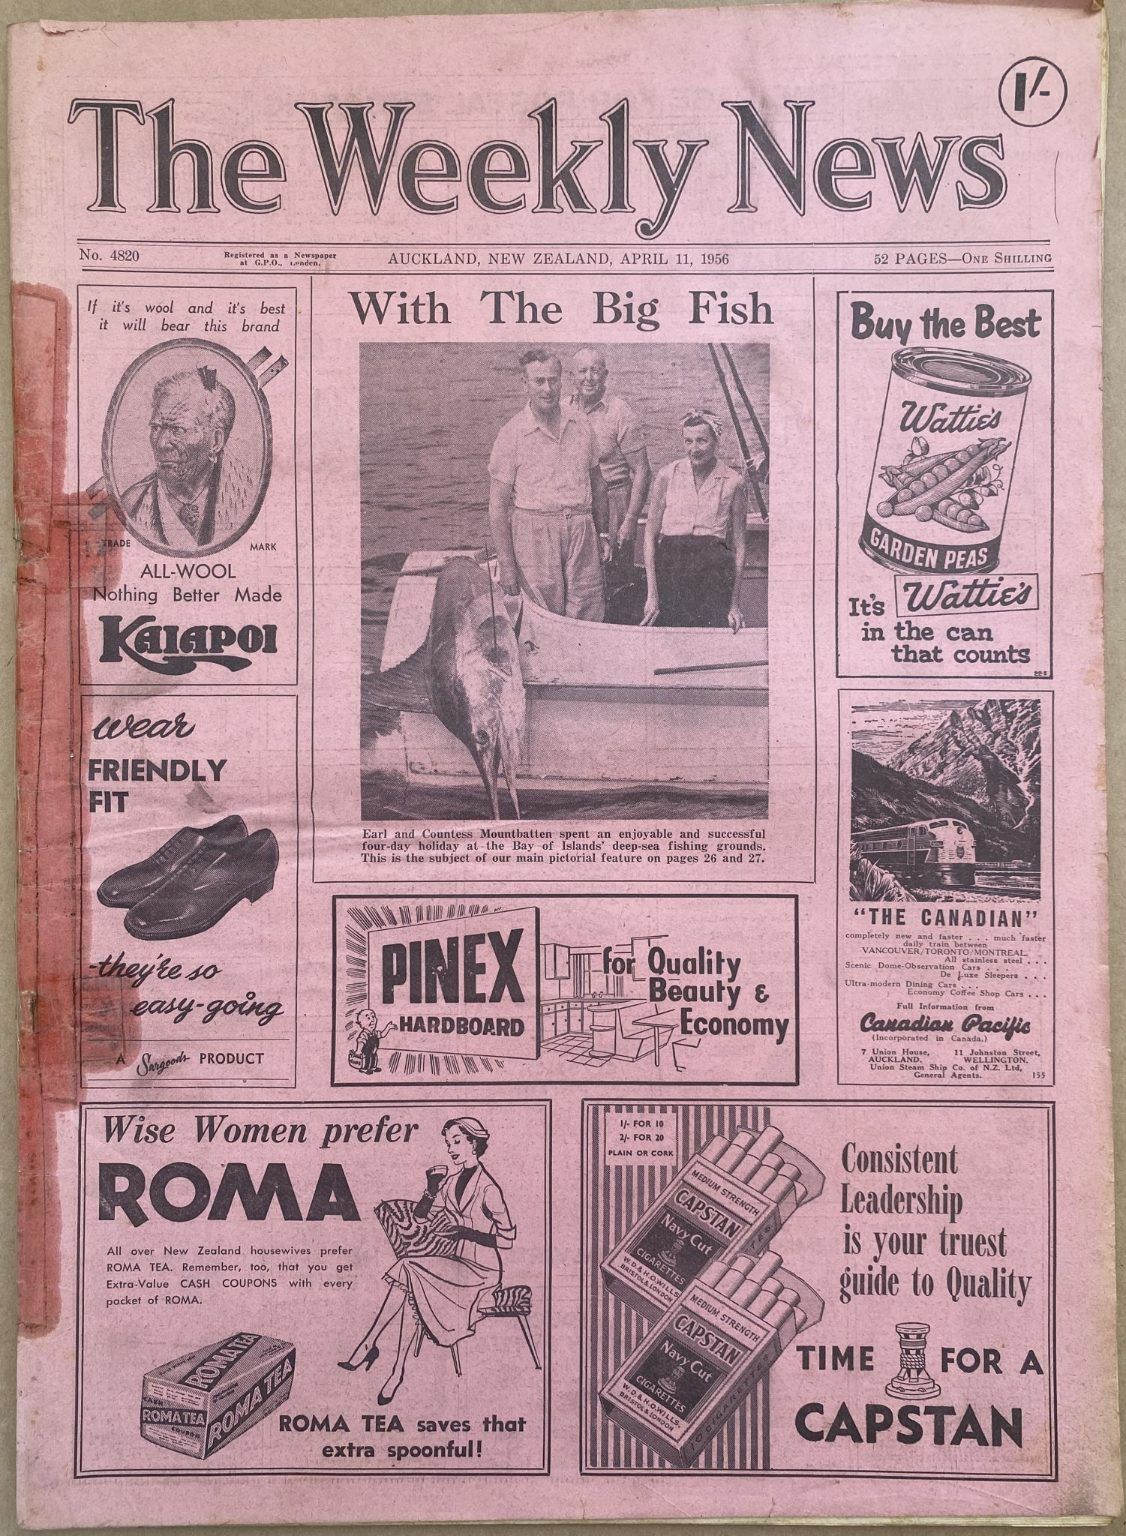 1/-
The Weekly News
No. 4820
Registered as a Newspaper
at G.P.O., London.
AUCKLAND, NEW ZEALAND, APRIL 11, 1956
52 PAGES—ONE SHILLING
If it's wool and it's best
it will bear this brand
TRADE MARK
ALL-WOOL
Nothing Better Made
KAIAPOI
wear
FRIENDLY
FIT
-they're so
easy-going
A Sargoods PRODUCT
With The Big Fish
Earl and Countess Mountbatten spent an enjoyable and successful
four-day holiday at the Bay of Islands' deep-sea fishing grounds.
This is the subject of our main pictorial feature on pages 26 and 27.
PINEX
HARDBOARD
for Quality
Beauty &
Economy
Buy the Best
Wattie's
GARDEN PEAS
It's Wattie's
in the can
that counts
"THE CANADIAN"
completely new and faster . . . much faster
daily train between
VANCOUVER/TORONTO/MONTREAL.
All stainless steel . . .
Scenic Dome-Observation Cars . . .
De Luxe Sleepers . . .
Ultra-modern Dining Cars . . .
Economy Coffee Shop Cars . . .
Full Information from
Canadian Pacific
(Incorporated in Canada.)
7 Union House, 11 Johnston Street,
AUCKLAND. WELLINGTON.
Union Steam Ship Co. of N.Z. Ltd,
General Agents. 155
Wise Women prefer
ROMA
All over New Zealand housewives prefer
ROMA TEA. Remember, too, that you get
Extra-Value CASH COUPONS with every
packet of ROMA.
ROMA TEA
ROMA TEA
CASH
ROMA TEA
COUPON
ROMA TEA saves that
extra spoonful!
1/- FOR 10
2/- FOR 20
PLAIN OR CORK
MEDIUM STRENGTH
CAPSTAN
Navy Cut
CIGARETTES
W.D.& H.O.WILLS.
BRISTOL & LONDON
MEDIUM STRENGTH
CAPSTAN
Navy Cut
CIGARETTES
W.D.& H.O.WILLS.
BRISTOL & LONDON
10 CIGARETTES
Consistent
Leadership
is your truest
guide to Quality
TIME FOR A
CAPSTAN